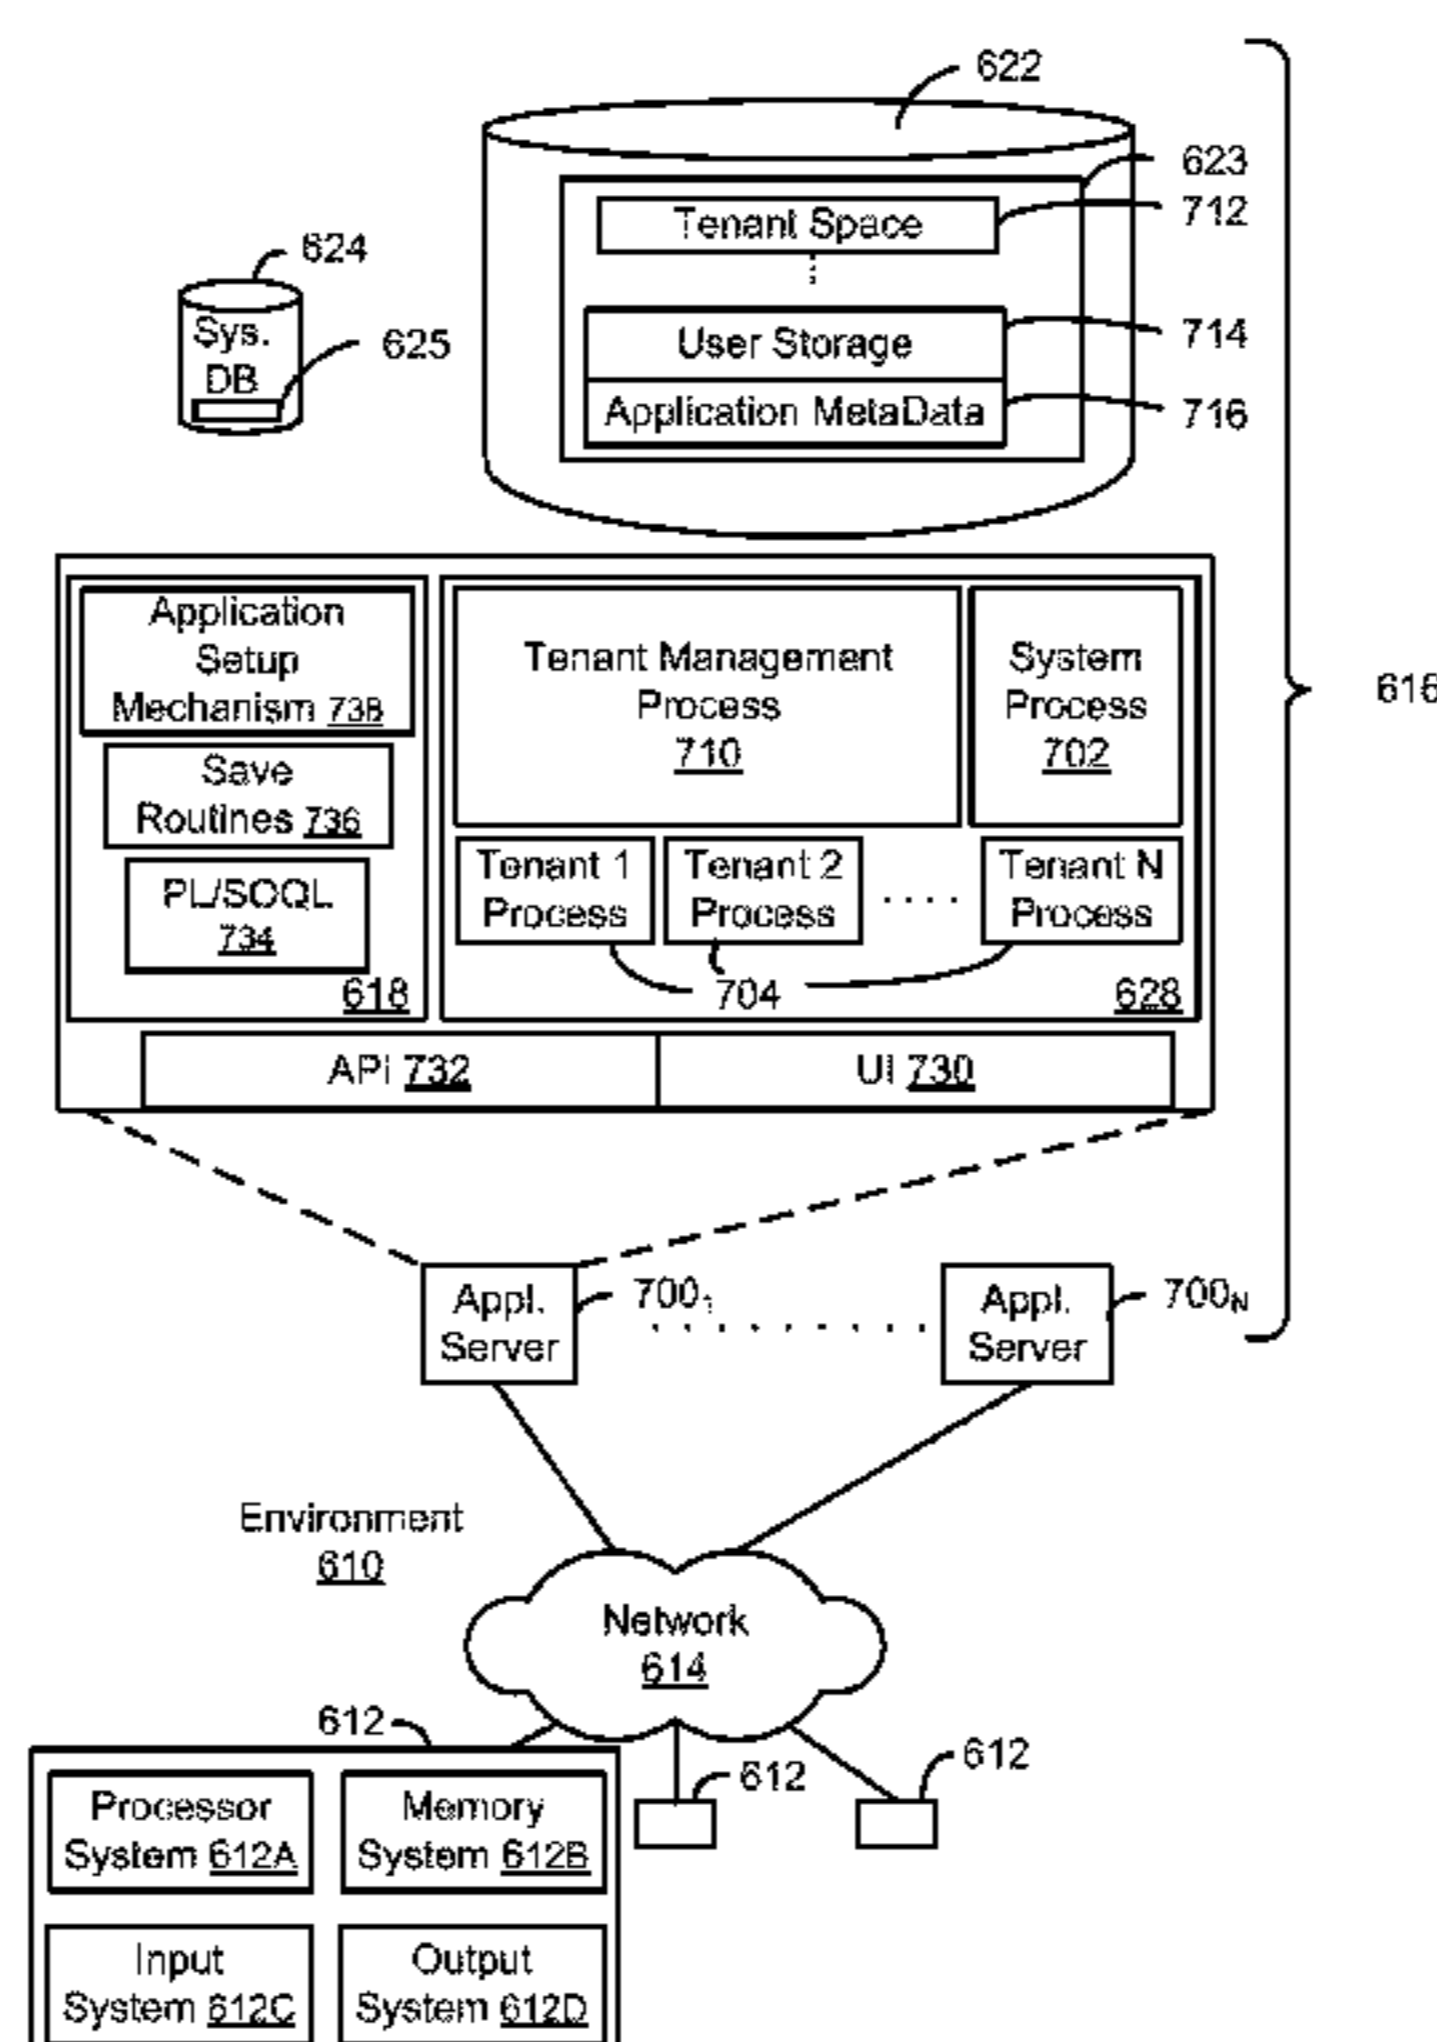 622
623
Tenant Space
712
624
Sys.
DB
625
User Storage
714
Application MetaData
716
Application
Setup
Mechanism 738
Save
Routines 736
PL/SOQL
734
618
Tenant Management
Process
710
System
Process
702
Tenant 1
Process
Tenant 2
Process
. . . .
Tenant N
Process
704
628
616
API 732
UI 730
Appl.
Server
700₁
. . . . . . . . .
Appl.
Server
700N
Environment
610
Network
614
612
612
612
Processor
System 612A
Memory
System 612B
Input
System 612C
Output
System 612D